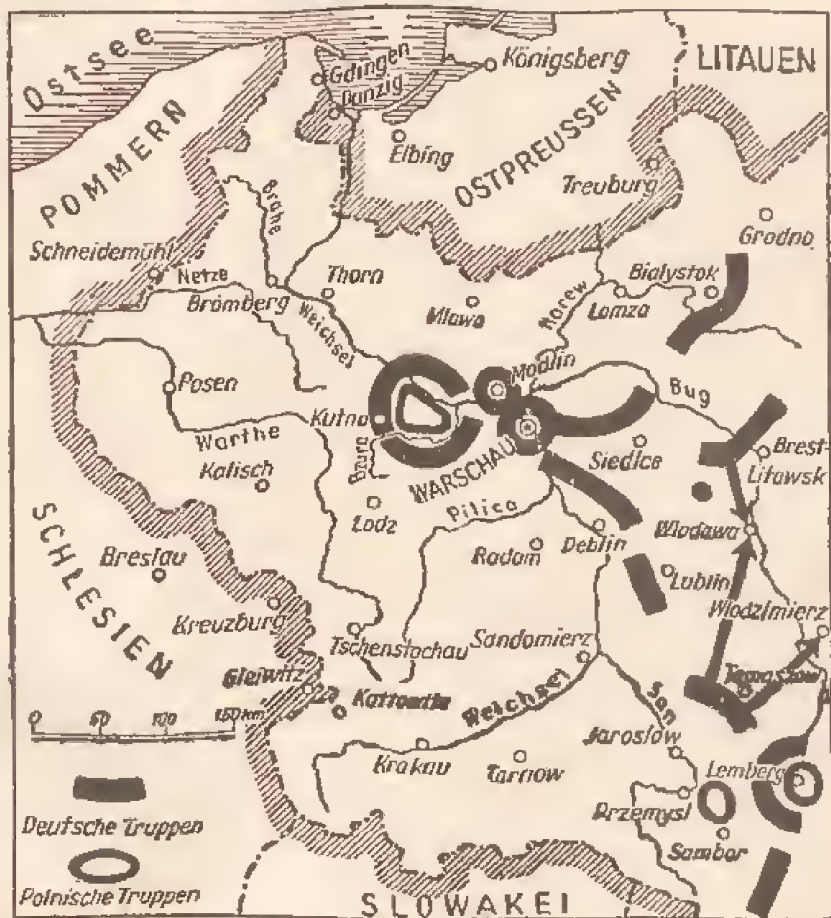 Ostsee
Gdingen
Danzig
Königsberg
LITAUEN
POMMERN
Elbing
OSTPREUSSEN
Treuburg
Grodno
Schneidemühl
Netze
Brahe
Bromberg
Thorn
Weichsel
Mlawa
Narew
Lomza
Bialystok
Posen
Modlin
Bug
Kutno
Warthe
Bzura
WARSCHAU
Siedlce
Brest-
Litowsk
Kalisch
Lodz
Pilica
Wlodawa
SCHLESIEN
Radom
Deblin
Lublin
Breslau
Wlodzimierz
Kreuzburg
Tschenstochau
Sandomierz
Tomaszow
Gleiwitz
Kattowitz
Weichsel
San
0 50 100 150km
Jaroslow
Krakau
Tarnow
Lemberg
Przemysl
Deutsche Truppen
Sambor
Polnische Truppen
SLOWAKEI